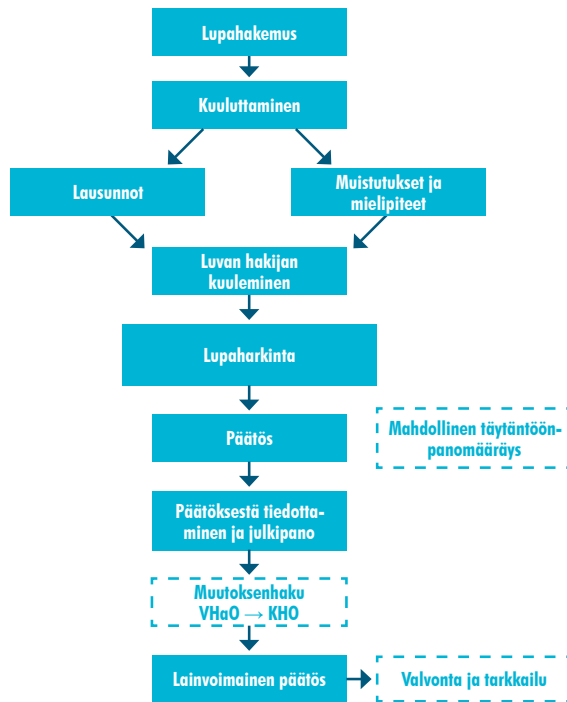 Lupahakemus
Kuuluttaminen
Lausunnot
Muistutukset ja
mielipiteet
Luvan hakijan
kuuleminen
Lupaharkinta
Päätös
Mahdollinen täytäntöön-
panomääräys
Päätöksestä tiedotta-
minen ja julkipano
Muutoksenhaku
VHaO → KHO
Lainvoimainen päätös
Valvonta ja tarkkailu